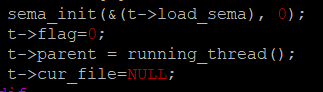 sema_init(&(t->load_sema), 0);
t->flag=0;
t->parent = running_thread();
t->cur_file=NULL;